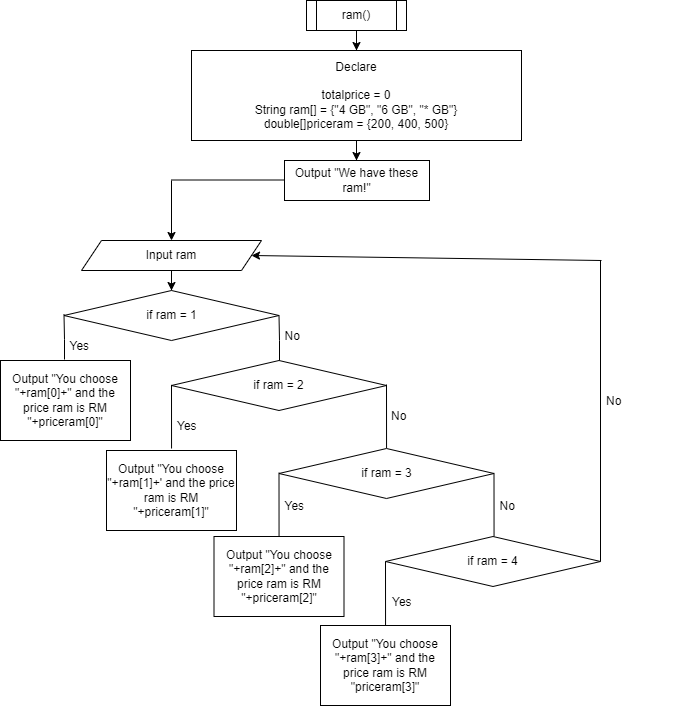 ram()
Declare
totalprice = 0
String ram[] = {"4 GB", "6 GB", "* GB"}
double[]priceram = {200, 400, 500}
Output "We have these
ram!"
Input ram
if ram = 1
Yes
No
Output "You choose
"+ram[0]+" and the
price ram is RM
"+priceram[0]"
if ram = 2
Yes
No
Output "You choose
"+ram[1]+' and the price
ram is RM
"+priceram[1]"
if ram = 3
Yes
No
Output "You choose
"+ram[2]+" and the
price ram is RM
"+priceram[2]"
if ram = 4
No
Yes
Output "You choose
"+ram[3]+" and the
price ram is RM
"priceram[3]"